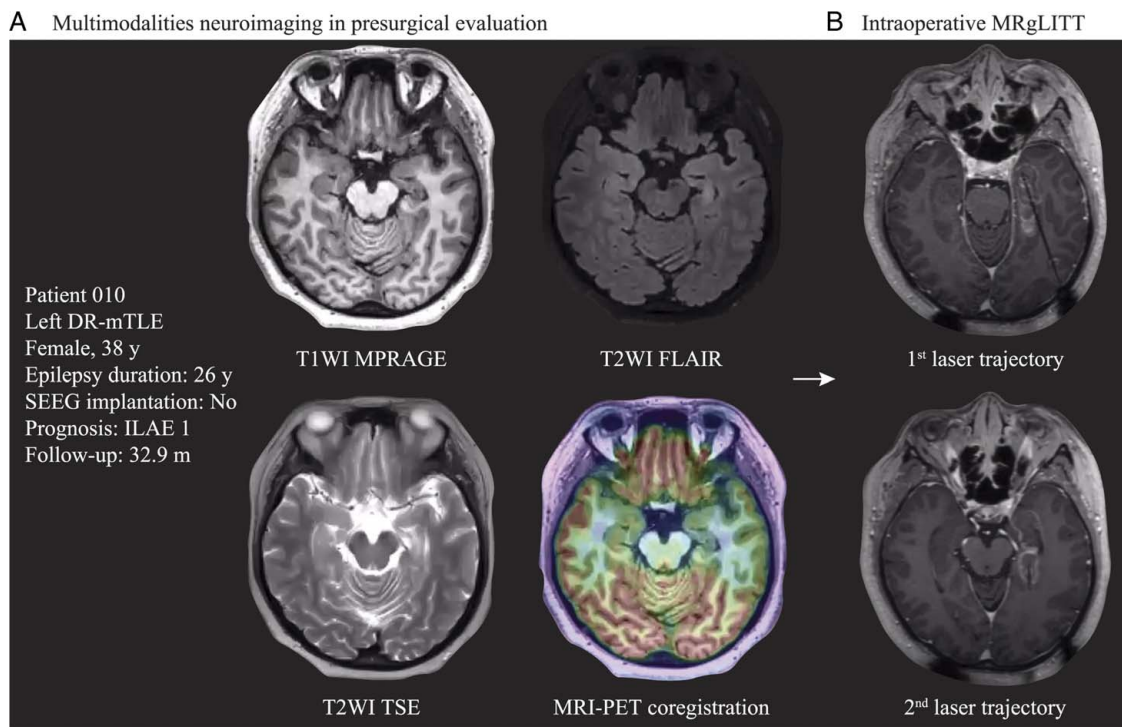 A Multimodalities neuroimaging in presurgical evaluation
B Intraoperative MRgLITT
Patient 010
Left DR-mTLE
Female, 38 y
Epilepsy duration: 26 y
SEEG implantation: No
Prognosis: ILAE 1
Follow-up: 32.9 m
T1WI MPRAGE
T2WI FLAIR
1st laser trajectory
T2WI TSE
MRI-PET coregistration
2nd laser trajectory